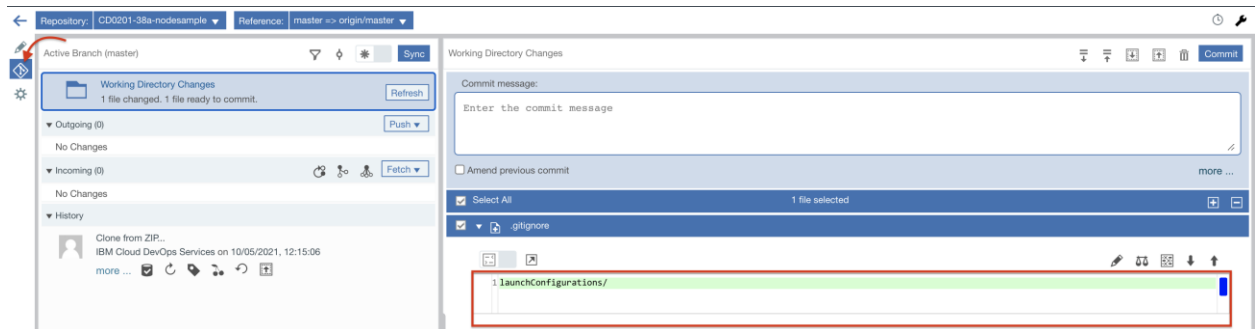 Repository: CD0201-38a-nodesample Reference: master => origin/master
Active Branch (master)
Sync
Working Directory Changes
1 file changed. 1 file ready to commit.
Refresh
Outgoing (0)
Push
No Changes
Incoming (0)
Fetch
No Changes
History
Clone from ZIP...
IBM Cloud DevOps Services on 10/05/2021, 12:15:06
more ...
Working Directory Changes
Commit
Commit message:
Enter the commit message
Amend previous commit
more ...
Select All 1 file selected
.gitignore
1 launchConfigurations/